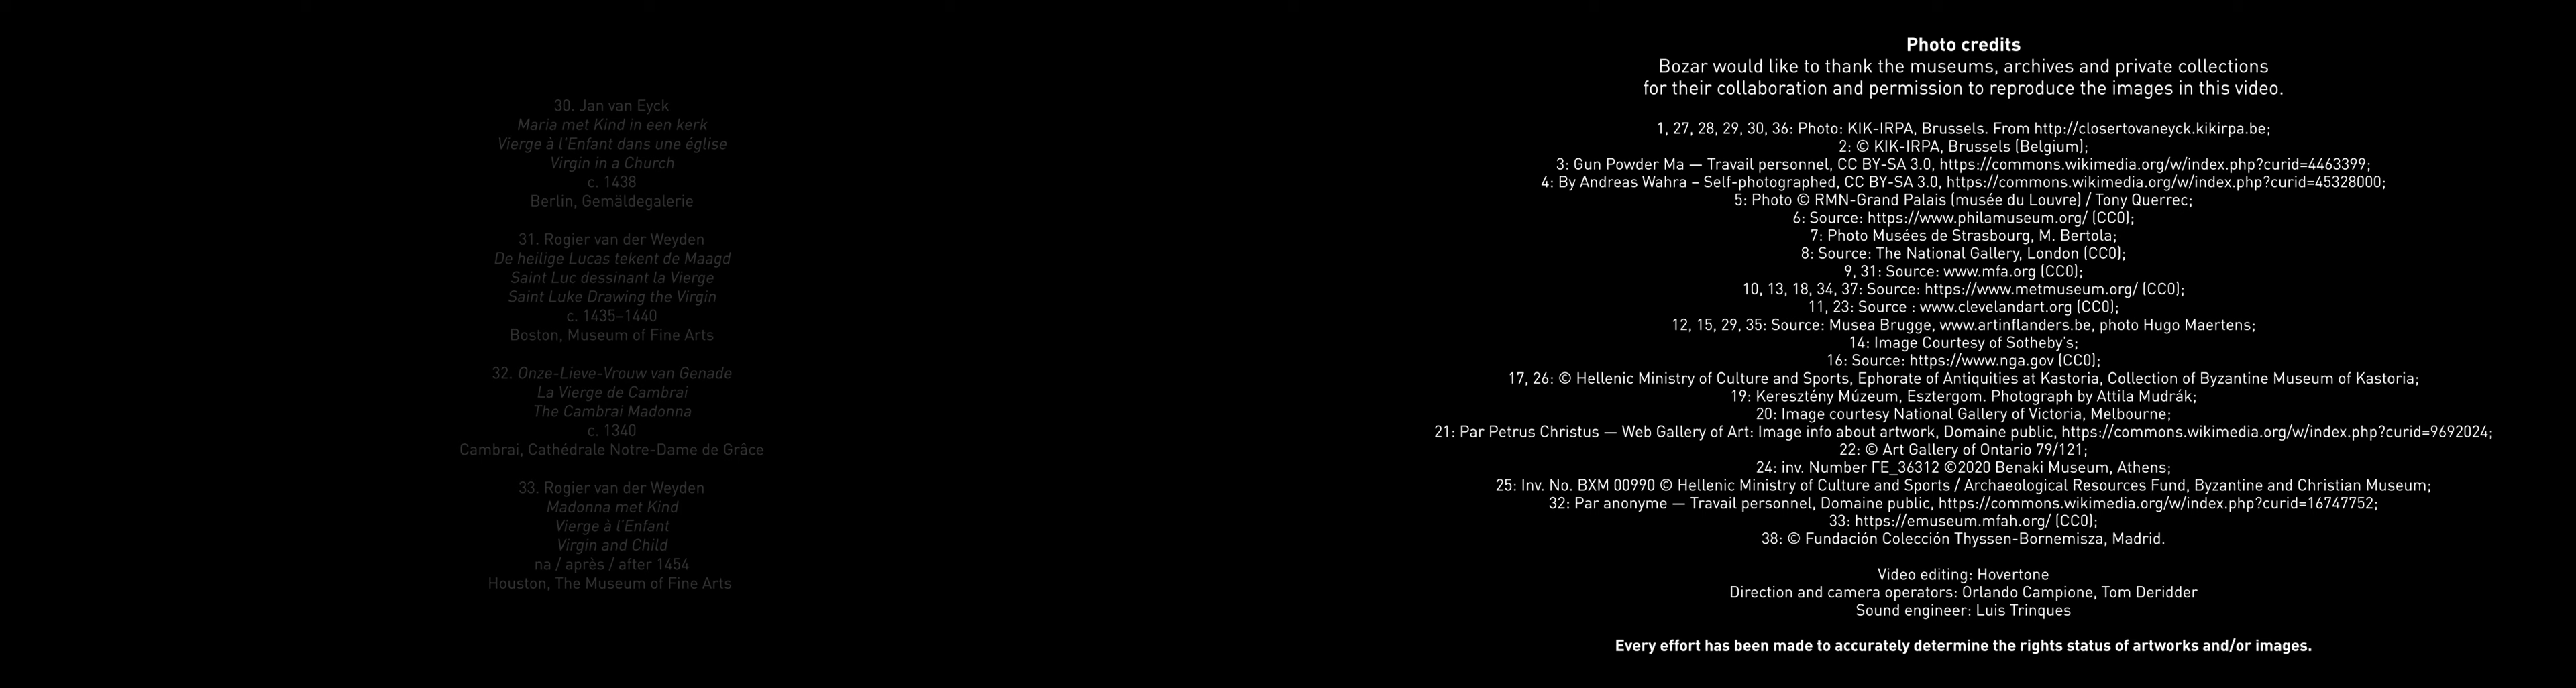 30. Jan van Eyck
Maria met Kind in een kerk
Vierge à l'Enfant dans une église
Virgin in a Church
c. 1438
Berlin, Gemäldegalerie
31. Rogier van der Weyden
De heilige Lucas tekent de Maagd
Saint Luc dessinant la Vierge
Saint Luke Drawing the Virgin
c. 1435–1440
Boston, Museum of Fine Arts
32. Onze-Lieve-Vrouw van Genade
La Vierge de Cambrai
The Cambrai Madonna
c. 1340
Cambrai, Cathédrale Notre-Dame de Grâce
33. Rogier van der Weyden
Madonna met Kind
Vierge à l'Enfant
Virgin and Child
na / après / after 1454
Houston, The Museum of Fine Arts
Photo credits
Bozar would like to thank the museums, archives and private collections
for their collaboration and permission to reproduce the images in this video.
1, 27, 28, 29, 30, 36: Photo: KIK-IRPA, Brussels. From http://closertovaneyck.kikirpa.be;
2: © KIK-IRPA, Brussels (Belgium);
3: Gun Powder Ma — Travail personnel, CC BY-SA 3.0, https://commons.wikimedia.org/w/index.php?curid=4463399;
4: By Andreas Wahra – Self-photographed, CC BY-SA 3.0, https://commons.wikimedia.org/w/index.php?curid=45328000;
5: Photo © RMN-Grand Palais (musée du Louvre) / Tony Querrec;
6: Source: https://www.philamuseum.org/ (CC0);
7: Photo Musées de Strasbourg, M. Bertola;
8: Source: The National Gallery, London (CC0);
9, 31: Source: www.mfa.org (CC0);
10, 13, 18, 34, 37: Source: https://www.metmuseum.org/ (CC0);
11, 23: Source : www.clevelandart.org (CC0);
12, 15, 29, 35: Source: Musea Brugge, www.artinflanders.be, photo Hugo Maertens;
14: Image Courtesy of Sotheby's;
16: Source: https://www.nga.gov (CC0);
17, 26: © Hellenic Ministry of Culture and Sports, Ephorate of Antiquities at Kastoria, Collection of Byzantine Museum of Kastoria;
19: Keresztény Múzeum, Esztergom. Photograph by Attila Mudrák;
20: Image courtesy National Gallery of Victoria, Melbourne;
21: Par Petrus Christus — Web Gallery of Art: Image info about artwork, Domaine public, https://commons.wikimedia.org/w/index.php?curid=9692024;
22: © Art Gallery of Ontario 79/121;
24: inv. Number ΓΕ_36312 ©2020 Benaki Museum, Athens;
25: Inv. No. BXM 00990 © Hellenic Ministry of Culture and Sports / Archaeological Resources Fund, Byzantine and Christian Museum;
32: Par anonyme — Travail personnel, Domaine public, https://commons.wikimedia.org/w/index.php?curid=16747752;
33: https://emuseum.mfah.org/ (CC0);
38: © Fundación Colección Thyssen-Bornemisza, Madrid.
Video editing: Hovertone
Direction and camera operators: Orlando Campione, Tom Deridder
Sound engineer: Luis Trinques
Every effort has been made to accurately determine the rights status of artworks and/or images.